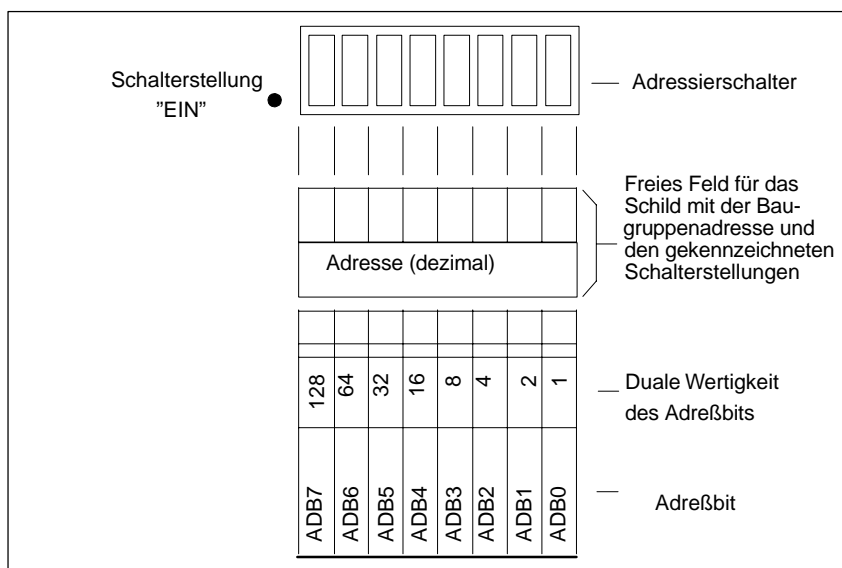 Schalterstellung
”EIN”
Adressierschalter
Freies Feld für das
Schild mit der Bau-
gruppenadresse und
den gekennzeichneten
Schalterstellungen
Adresse (dezimal)
128 64 32 16 8 4 2 1
Duale Wertigkeit
des Adreßbits
ADB7 ADB6 ADB5 ADB4 ADB3 ADB2 ADB1 ADB0
Adreßbit